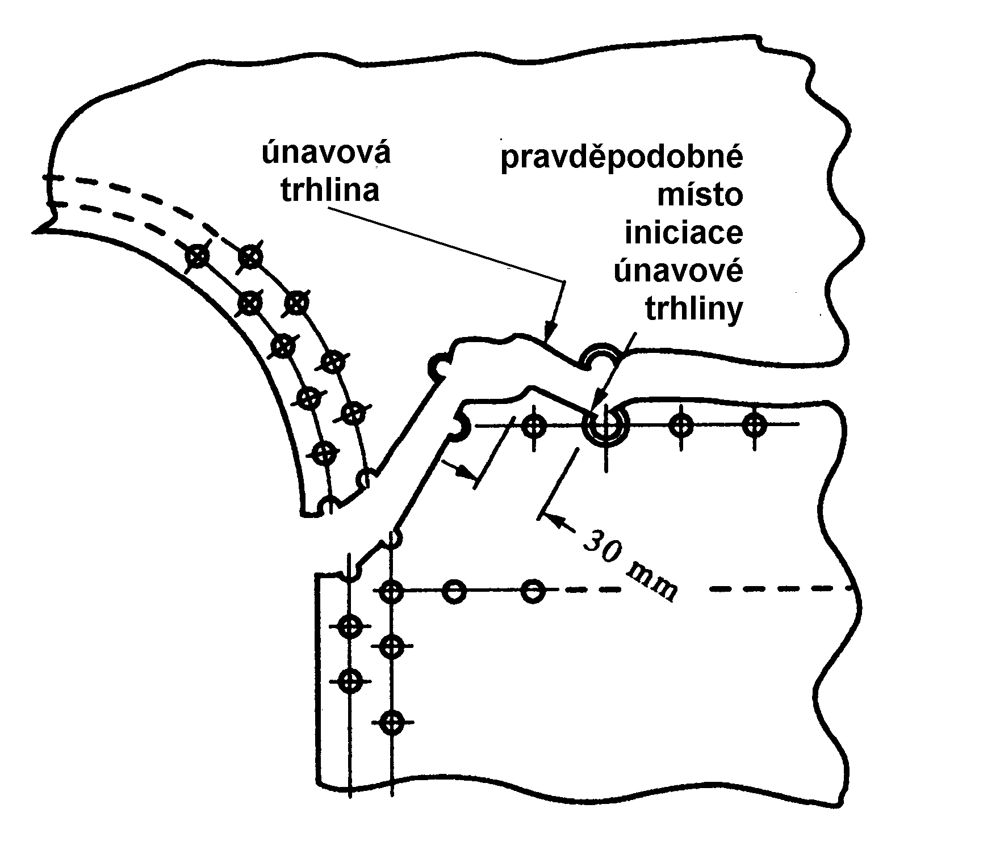 únavová
trhlina
pravděpodobné
místo
iniciace
únavové
trhliny
30 mm